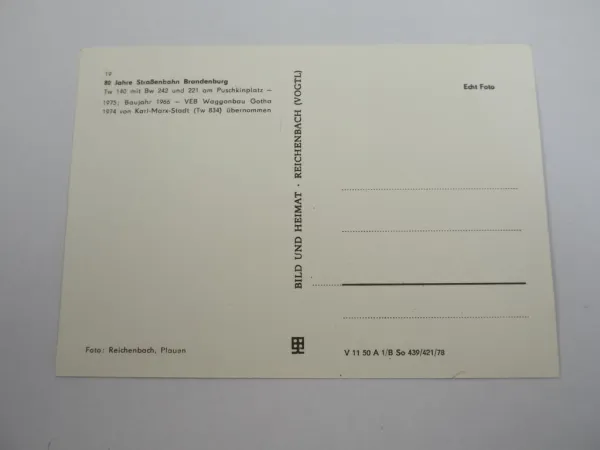 19
80 Jahre Straßenbahn Brandenburg
Tw 182 mit Bw 242 und 221 am Puschkinplatz –
1975; Baujahr 1966 – VEB Waggonbau Gotha
1974 von Karl-Marx-Stadt (Tw 834) übernommen
Echt Foto
BILD UND HEIMAT · REICHENBACH (VOGTL)
Foto: Reichenbach, Plauen
V 11 50 A 1/B So 439/421/78